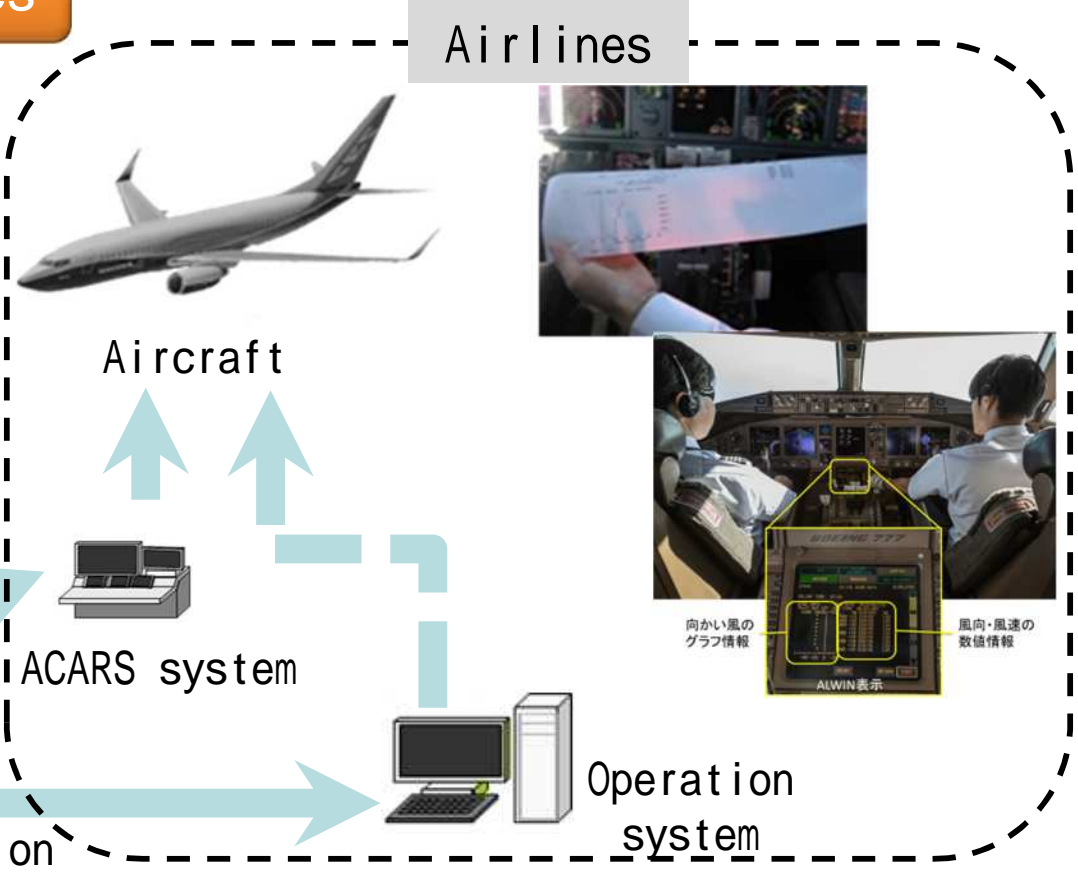 es
Airlines
Aircraft
ACARS system
BOEING 777
向かい風の
グラフ情報
風向・風速の
数値情報
ALWIN表示
Operation
system
on